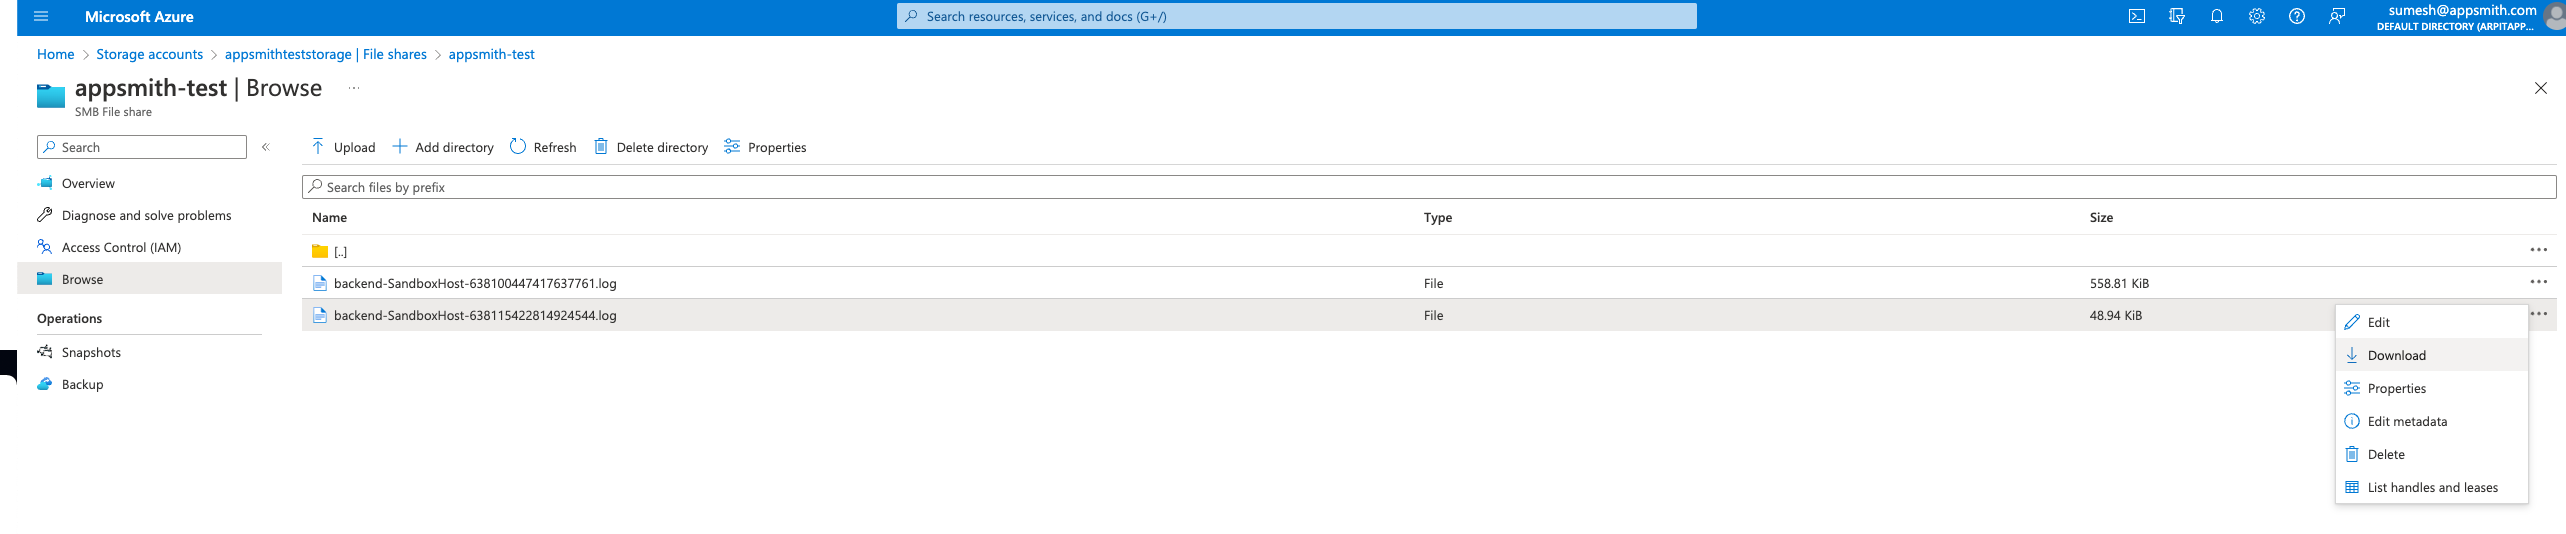 Microsoft Azure
Search resources, services, and docs (G+/)
sumesh@appsmith.com
DEFAULT DIRECTORY (ARPITAPP...
Home > Storage accounts > appsmithteststorage | File shares > appsmith-test
appsmith-test | Browse ...
SMB File share
Search «
Overview
Diagnose and solve problems
Access Control (IAM)
Browse
Operations
Snapshots
Backup
Upload Add directory Refresh Delete directory Properties
Search files by prefix
Name Type Size
[..]
backend-SandboxHost-638100447417637761.log File 558.81 KiB
backend-SandboxHost-638115422814924544.log File 48.94 KiB
Edit
Download
Properties
Edit metadata
Delete
List handles and leases